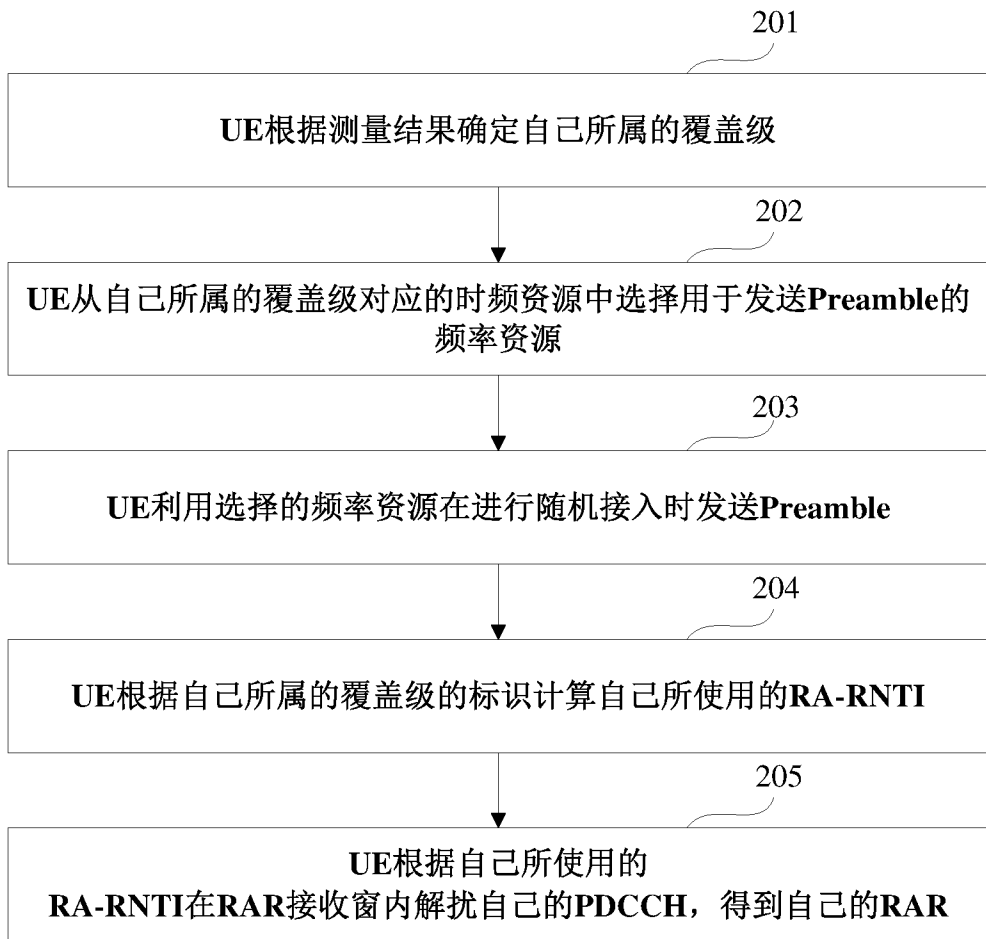 201
UE根据测量结果确定自己所属的覆盖级
202
UE从自己所属的覆盖级对应的时频资源中选择用于发送Preamble的
频率资源
203
UE利用选择的频率资源在进行随机接入时发送Preamble
204
UE根据自己所属的覆盖级的标识计算自己所使用的RA-RNTI
205
UE根据自己所使用的
RA-RNTI在RAR接收窗内解扰自己的PDCCH，得到自己的RAR